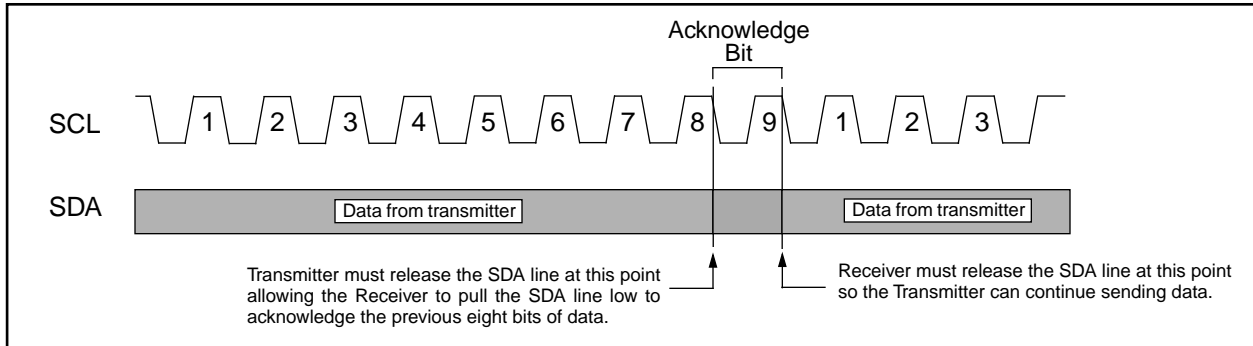 Acknowledge
Bit
SCL
1 2 3 4 5 6 7 8 9 1 2 3
SDA
Data from transmitter
Data from transmitter
Transmitter must release the SDA line at this point
allowing the Receiver to pull the SDA line low to
acknowledge the previous eight bits of data.
Receiver must release the SDA line at this point
so the Transmitter can continue sending data.